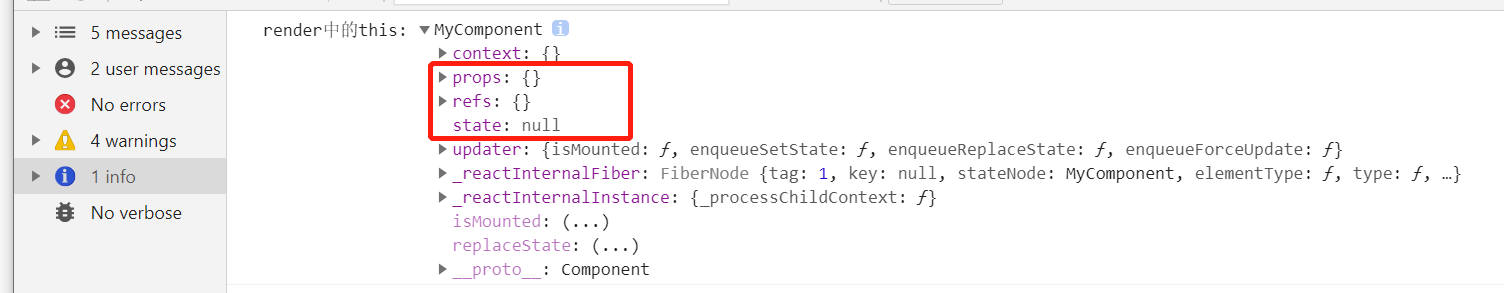 5 messages
2 user messages
No errors
4 warnings
1 info
No verbose
render中的this: ▼MyComponent i
▶context: {}
▶props: {}
▶refs: {}
state: null
▶updater: {isMounted: ƒ, enqueueSetState: ƒ, enqueueReplaceState: ƒ, enqueueForceUpdate: ƒ}
▶_reactInternalFiber: FiberNode {tag: 1, key: null, stateNode: MyComponent, elementType: ƒ, type: ƒ, …}
▶_reactInternalInstance: {_processChildContext: ƒ}
isMounted: (...)
replaceState: (...)
▶__proto__: Component